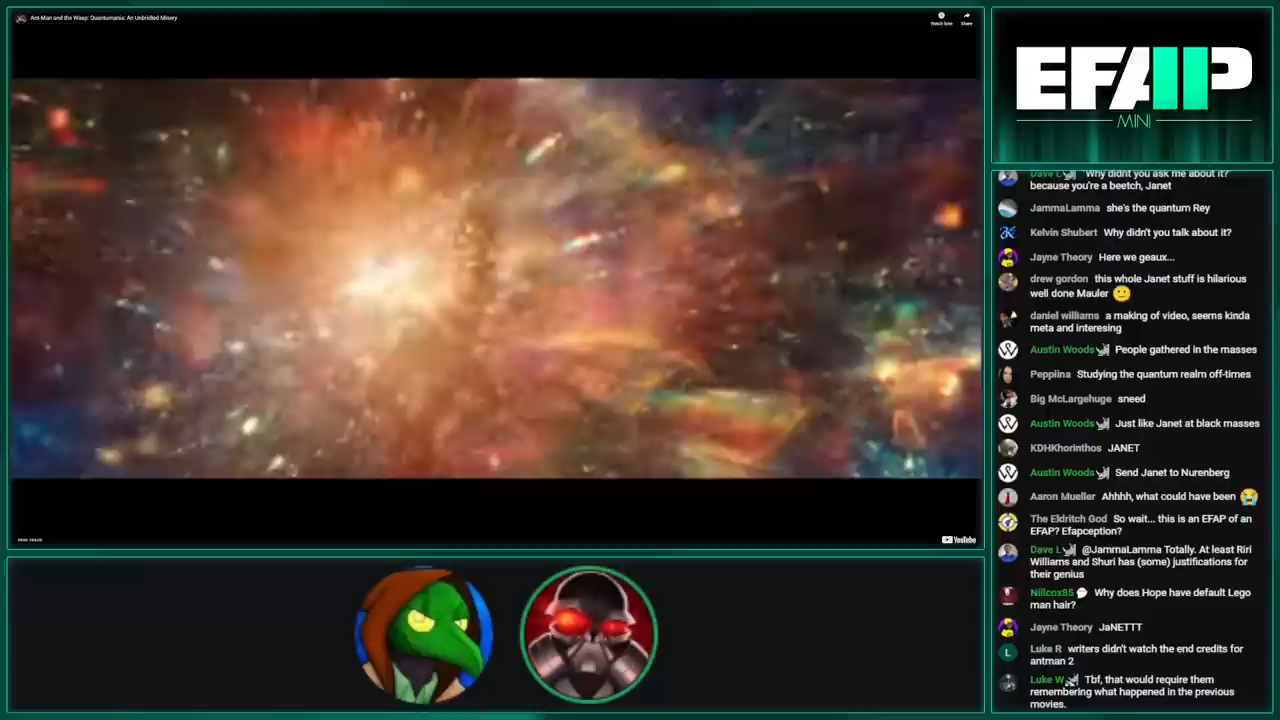 Ant-Man and the Wasp: Quantumania: An Unbridled Misery
Watch later
Share
EFAP
MINI
Dave L "Why didnt you ask me about it?"
because you're a beetch, Janet
JammaLamma she's the quantum Rey
Kelvin Shubert Why didn't you talk about it?
Jayne Theory Here we geaux...
drew gordon this whole Janet stuff is hilarious
well done Mauler
daniel williams a making of video, seems kinda
meta and interesing
Austin Woods People gathered in the masses
Peppiina Studying the quantum realm off-times
Big McLargehuge sneed
Austin Woods Just like Janet at black masses
KDHKhorinthos JANET
Austin Woods Send Janet to Nurenberg
Aaron Mueller Ahhhh, what could have been
The Eldritch God So wait... this is an EFAP of an
EFAP? Efapception?
Dave L @JammaLamma Totally. At least Riri
Williams and Shuri has (some) justifications for
their genius
Nillcox85 Why does Hope have default Lego
man hair?
Jayne Theory JaNETTT
L
Luke R writers didn't watch the end credits for
antman 2
Luke W Tbf, that would require them
remembering what happened in the previous
movies.
MORE VIDEOS
YouTube